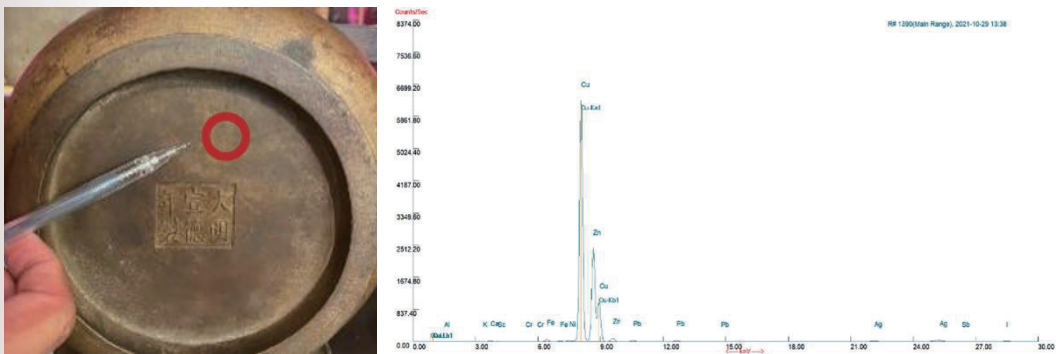 大明
宣德
年製
Counts/Sec
R# 1390(Main Range), 2021-10-29 13:38
8374.00
7536.60
6699.20
5861.80
5024.40
4187.00
3349.60
2512.20
1674.80
837.40
0.00
Cu
Cu-Ka1
Zn
Cu
Cu-Kb1
Al K Ca Sc Cr Cr Fe Fe Ni Zn Pb Pb Pb Ag Ag Sb I
0.00 3.00 6.00 9.00 12.00 15.00 18.00 21.00 24.00 27.00 30.00
<----- keV ----->